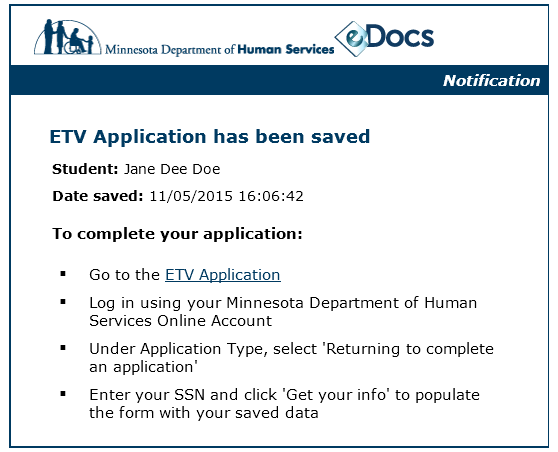 Minnesota Department of Human Services eDocs
Notification
ETV Application has been saved
Student: Jane Dee Doe
Date saved: 11/05/2015 16:06:42
To complete your application:
▪ Go to the ETV Application
▪ Log in using your Minnesota Department of Human
Services Online Account
▪ Under Application Type, select 'Returning to complete
an application'
▪ Enter your SSN and click 'Get your info' to populate
the form with your saved data